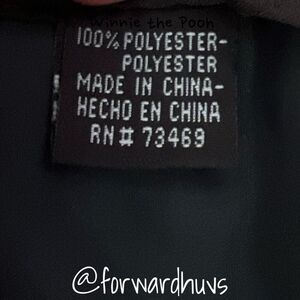 Winnie the Pooh
100% POLYESTER-
POLYESTER
MADE IN CHINA-
HECHO EN CHINA
RN# 73469
@forwardhuvs